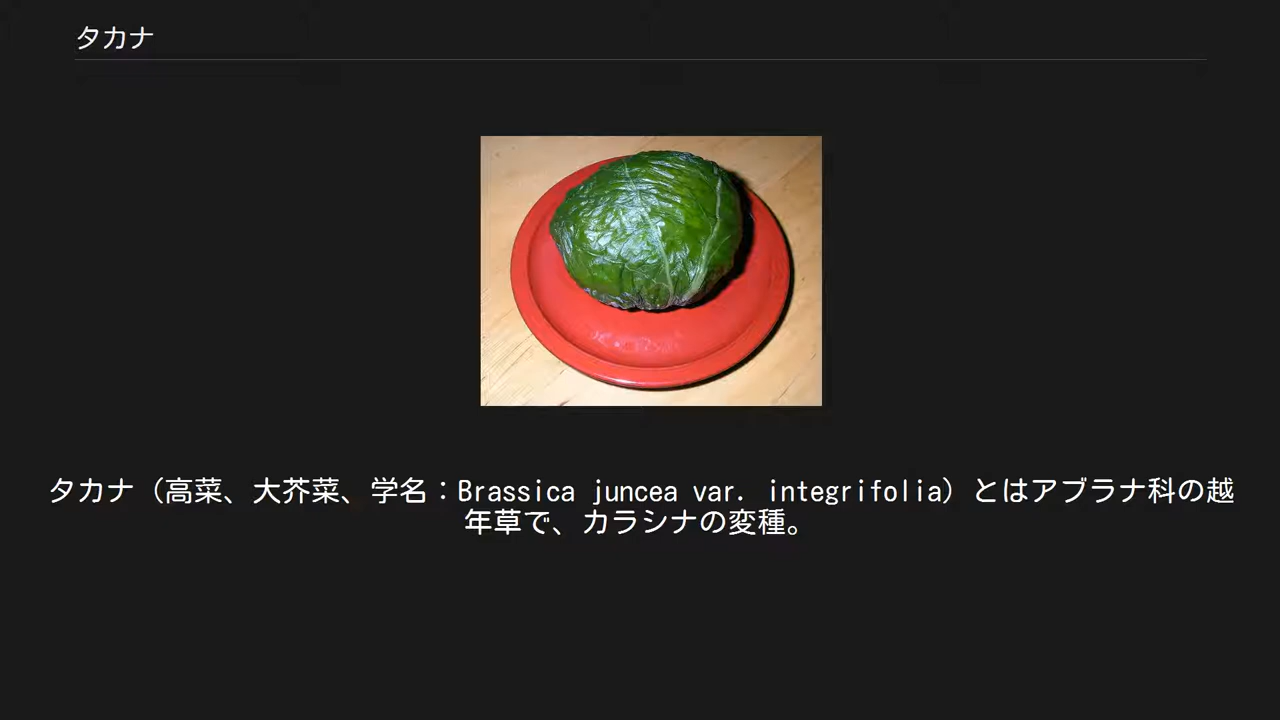 タカナ
タカナ（高菜、大芥菜、学名：Brassica juncea var. integrifolia）とはアブラナ科の越
年草で、カラシナの変種。